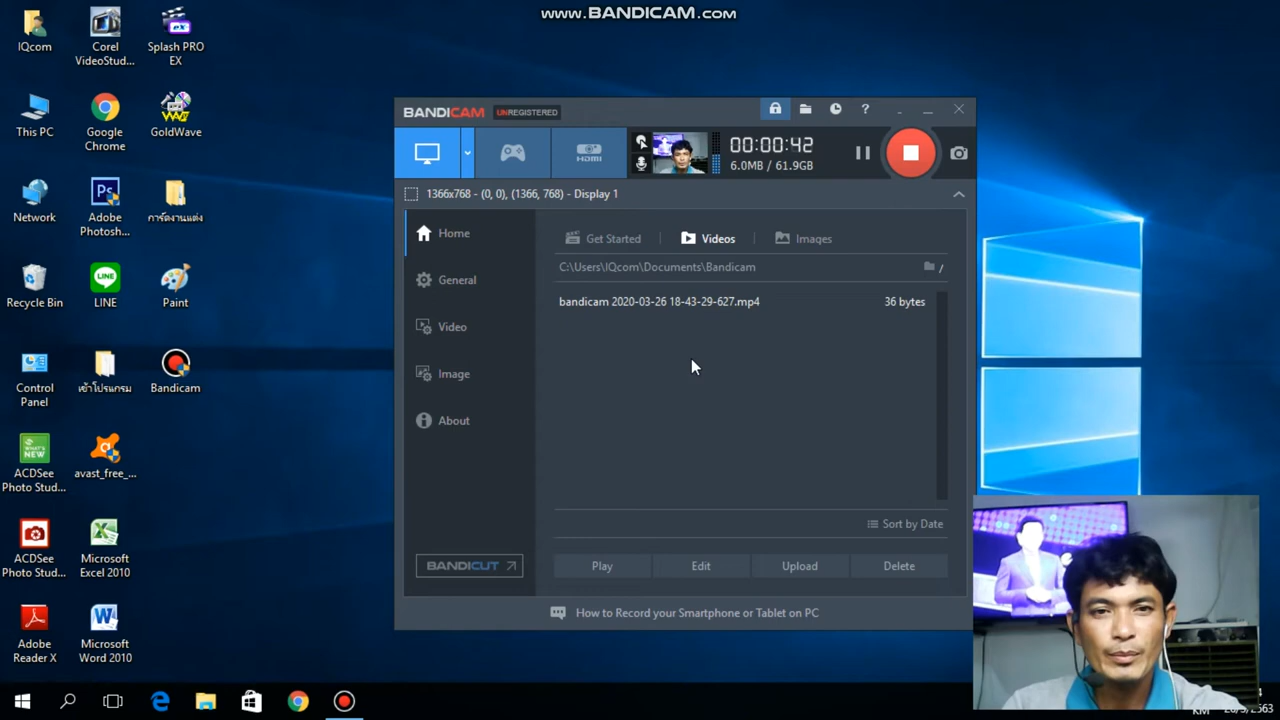 www.BANDICAM.com
IQcom
Corel
VideoStud...
Splash PRO
EX
This PC
Google
Chrome
GoldWave
Network
Adobe
Photosh...
การ์ดงานแต่ง
Recycle Bin
LINE
Paint
Control
Panel
เข้าโปรแกรม
Bandicam
ACDSee
Photo Stud...
avast_free_...
ACDSee
Photo Stud...
Microsoft
Excel 2010
Adobe
Reader X
Microsoft
Word 2010
BANDICAM UNREGISTERED
HDMI
00:00:42
6.0MB / 61.9GB
1366x768 - (0, 0), (1366, 768) - Display 1
Home
General
Video
Image
About
BANDICUT
Get Started
Videos
Images
C:\Users\IQcom\Documents\Bandicam
bandicam 2020-03-26 18-43-29-627.mp4 36 bytes
Sort by Date
Play Edit Upload Delete
How to Record your Smartphone or Tablet on PC